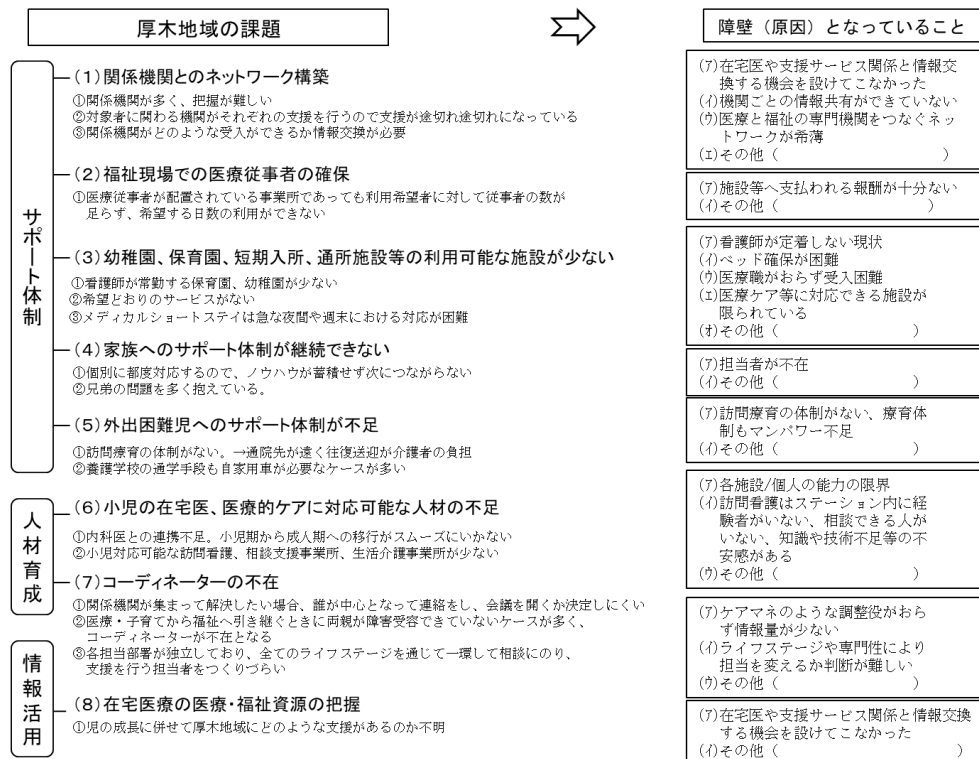 厚木地域の課題
サポート体制
(1)関係機関とのネットワーク構築
①関係機関が多く、把握が難しい
②対象者に関わる機関がそれぞれの支援を行うので支援が途切れ途切れになっている
③関係機関がどのような受入ができるか情報交換が必要
(2)福祉現場での医療従事者の確保
①医療従事者が配置されている事業所であっても利用希望者に対して従事者の数が
足らず、希望する日数の利用ができない
(3)幼稚園、保育園、短期入所、通所施設等の利用可能な施設が少ない
①看護師が常勤する保育園、幼稚園が少ない
②希望どおりのサービスがない
③メディカルショートステイは急な夜間や週末における対応が困難
(4)家族へのサポート体制が継続できない
①個別に都度対応するので、ノウハウが蓄積せず次につながらない
②兄弟の問題を多く抱えている。
(5)外出困難児へのサポート体制が不足
①訪問療育の体制がない。→通院先が遠く往復送迎が介護者の負担
②養護学校の通学手段も自家用車が必要なケースが多い
人材育成
(6)小児の在宅医、医療的ケアに対応可能な人材の不足
①内科医との連携不足。小児期から成人期への移行がスムーズにいかない
②小児対応可能な訪問看護、相談支援事業所、生活介護事業所が少ない
(7)コーディネーターの不在
①関係機関が集まって解決したい場合、誰が中心となって連絡をし、会議を開くか決定しにくい
②医療・子育てから福祉へ引き継ぐときに両親が障害受容できていないケースが多く、
コーディネーターが不在となる
③各担当部署が独立しており、全てのライフステージを通じて一環して相談にのり、
支援を行う担当者をつくりづらい
情報活用
(8)在宅医療の医療・福祉資源の把握
①児の成長に併せて厚木地域にどのような支援があるのか不明
障壁（原因）となっていること
(ｱ)在宅医や支援サービス関係と情報交
換する機会を設けてこなかった
(ｲ)機関ごとの情報共有ができていない
(ｳ)医療と福祉の専門機関をつなぐネッ
トワークが希薄
(ｴ)その他（　　　　　　　　　　　）
(ｱ)施設等へ支払われる報酬が十分ない
(ｲ)その他（　　　　　　　　　　）
(ｱ)看護師が定着しない現状
(ｲ)ベッド確保が困難
(ｳ)医療職がおらず受入困難
(ｴ)医療ケア等に対応できる施設が
限られている
(ｵ)その他（　　　　　　　　　）
(ｱ)担当者が不在
(ｲ)その他（　　　　　　　　　）
(ｱ)訪問療育の体制がない、療育体
制もマンパワー不足
(ｲ)その他（　　　　　　　　　）
(ｱ)各施設/個人の能力の限界
(ｲ)訪問看護はステーション内に経
験者がいない、相談できる人が
いない、知識や技術不足等の不
安感がある
(ｳ)その他（　　　　　　　　　）
(ｱ)ケアマネのような調整役がおら
ず情報量が少ない
(ｲ)ライフステージや専門性により
担当を変えるか判断が難しい
(ｳ)その他（　　　　　　　　　）
(ｱ)在宅医や支援サービス関係と情報交換
する機会を設けてこなかった
(ｲ)その他（　　　　　　　　　　　　）